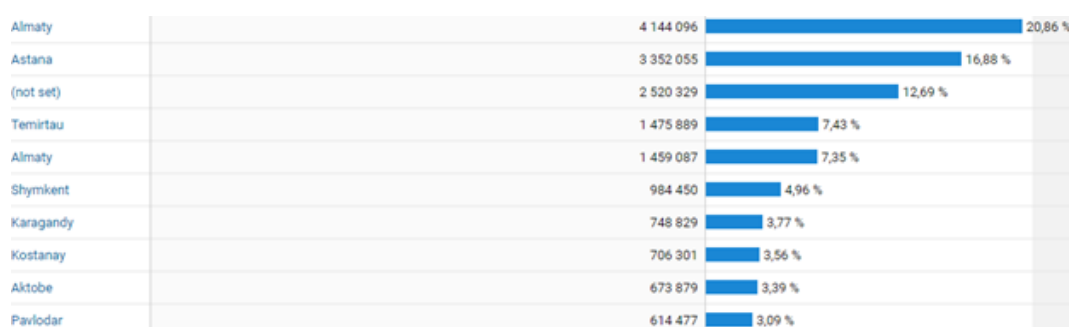 Almaty 4 144 096 20,86 %
Astana 3 352 055 16,88 %
(not set) 2 520 329 12,69 %
Temirtau 1 475 889 7,43 %
Almaty 1 459 087 7,35 %
Shymkent 984 450 4,96 %
Karagandy 748 829 3,77 %
Kostanay 706 301 3,56 %
Aktobe 673 879 3,39 %
Pavlodar 614 477 3,09 %